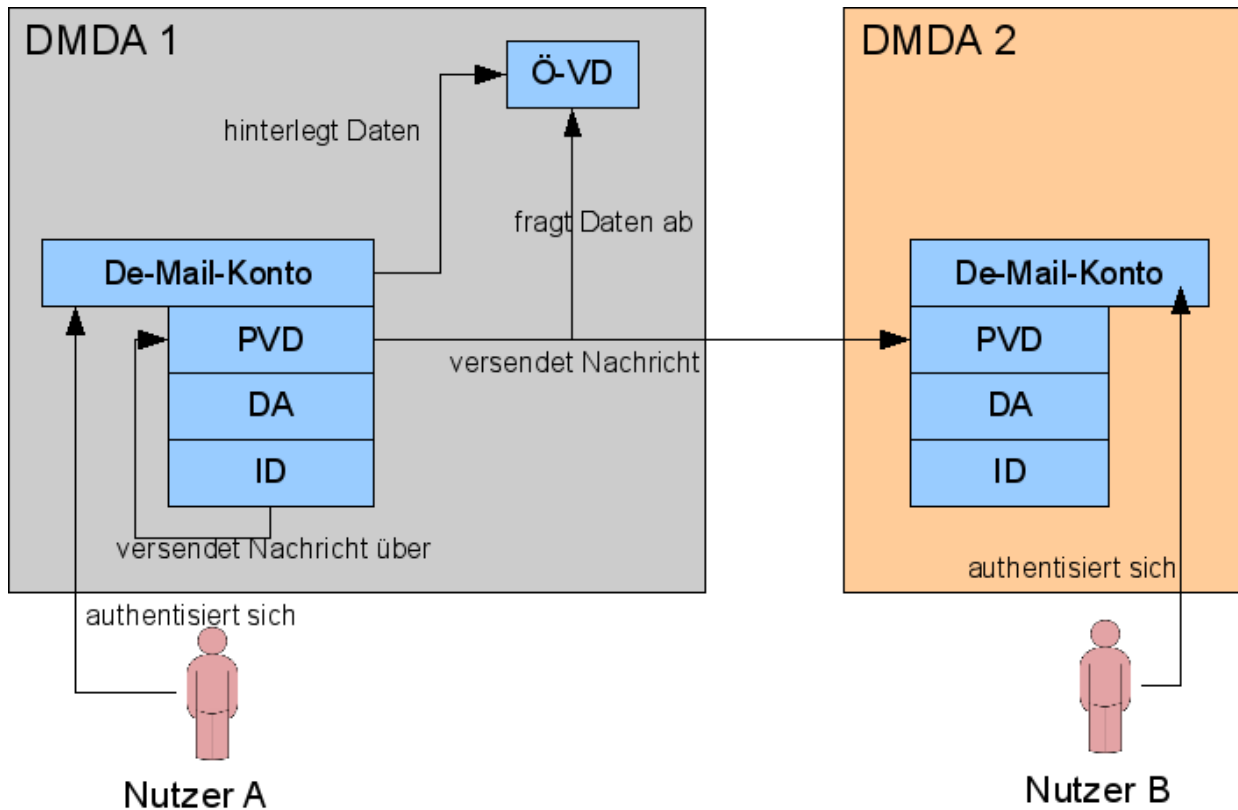 DMDA 1
Ö-VD
hinterlegt Daten
fragt Daten ab
De-Mail-Konto
PVD
versendet Nachricht
DA
ID
versendet Nachricht über
authentisiert sich
Nutzer A
DMDA 2
De-Mail-Konto
PVD
DA
ID
authentisiert sich
Nutzer B